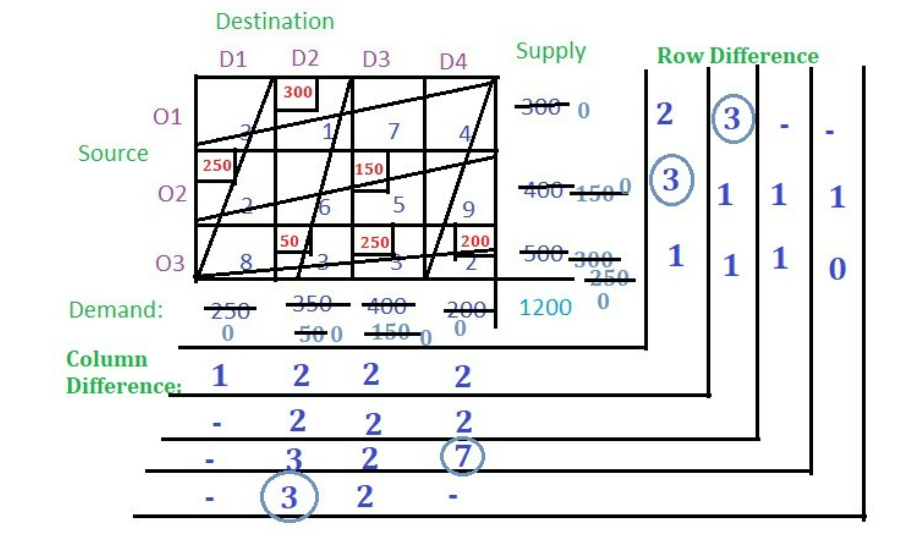 Destination
D1 D2 D3 D4 Supply Row Difference
300
O1 3 1 7 4 300 0 2 3 - -
Source
250 150
O2 2 6 5 9 400 150 0 3 1 1 1
50 250 200
O3 8 3 3 2 500 300 1 1 1 0
250
0
Demand: 250 350 400 200 1200
0 50 0 150 0 0
Column
Difference: 1 2 2 2
- 2 2 2
- 3 2 7
- 3 2 -